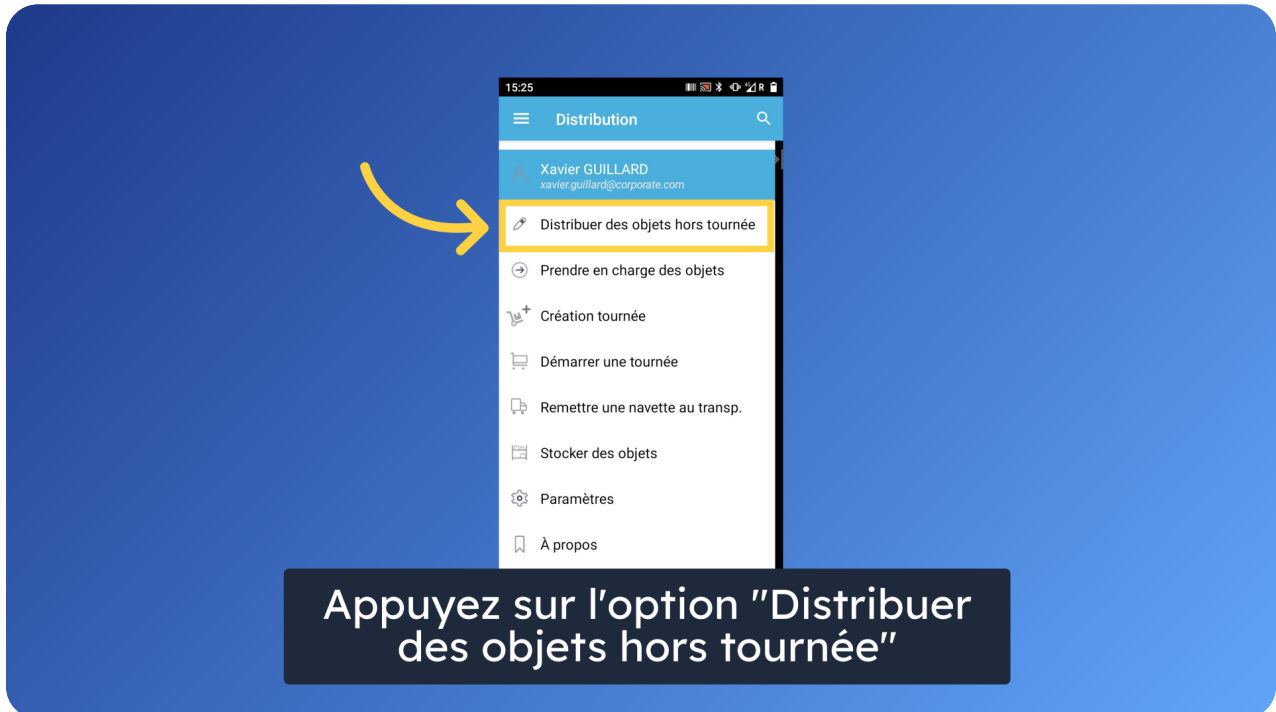 15:25
R
Distribution
Xavier GUILLARD
xavier.guillard@corporate.com
Distribuer des objets hors tournée
Prendre en charge des objets
Création tournée
Démarrer une tournée
Remettre une navette au transp.
Stocker des objets
Paramètres
À propos
Appuyez sur l'option "Distribuer
des objets hors tournée"